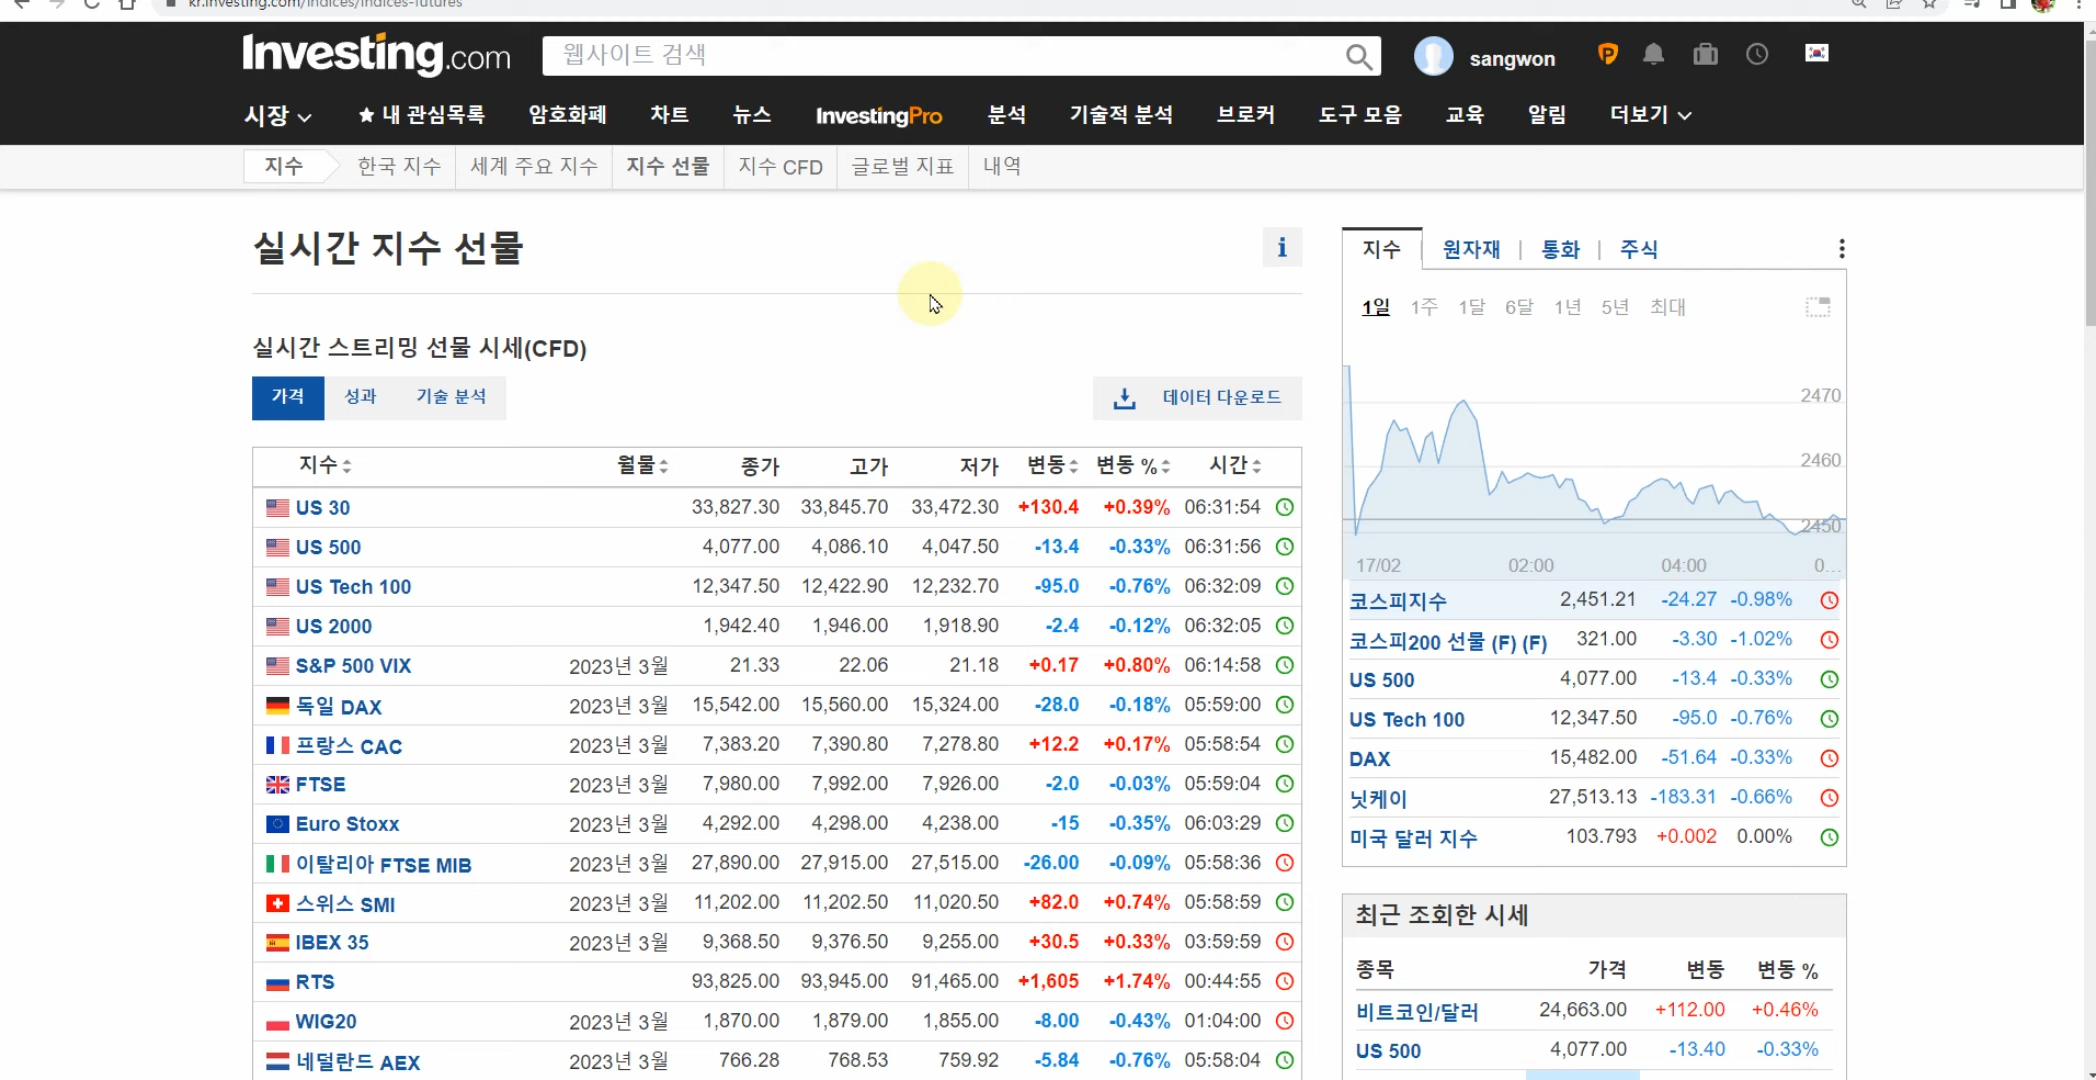 kr.investing.com/indices/indices-futures
Investing.com
웹사이트 검색
sangwon
시장
내 관심목록
암호화폐
차트
뉴스
InvestingPro
분석
기술적 분석
브로커
도구 모음
교육
알림
더보기
지수
한국 지수
세계 주요 지수
지수 선물
지수 CFD
글로벌 지표
내역
실시간 지수 선물
i
실시간 스트리밍 선물 시세(CFD)
가격
성과
기술 분석
데이터 다운로드
지수 월물 종가 고가 저가 변동 변동 % 시간
US 30 33,827.30 33,845.70 33,472.30 +130.4 +0.39% 06:31:54
US 500 4,077.00 4,086.10 4,047.50 -13.4 -0.33% 06:31:56
US Tech 100 12,347.50 12,422.90 12,232.70 -95.0 -0.76% 06:32:09
US 2000 1,942.40 1,946.00 1,918.90 -2.4 -0.12% 06:32:05
S&P 500 VIX 2023년 3월 21.33 22.06 21.18 +0.17 +0.80% 06:14:58
독일 DAX 2023년 3월 15,542.00 15,560.00 15,324.00 -28.0 -0.18% 05:59:00
프랑스 CAC 2023년 3월 7,383.20 7,390.80 7,278.80 +12.2 +0.17% 05:58:54
FTSE 2023년 3월 7,980.00 7,992.00 7,926.00 -2.0 -0.03% 05:59:04
Euro Stoxx 2023년 3월 4,292.00 4,298.00 4,238.00 -15 -0.35% 06:03:29
이탈리아 FTSE MIB 2023년 3월 27,890.00 27,915.00 27,515.00 -26.00 -0.09% 05:58:36
스위스 SMI 2023년 3월 11,202.00 11,202.50 11,020.50 +82.0 +0.74% 05:58:59
IBEX 35 2023년 3월 9,368.50 9,376.50 9,255.00 +30.5 +0.33% 03:59:59
RTS 93,825.00 93,945.00 91,465.00 +1,605 +1.74% 00:44:55
WIG20 2023년 3월 1,870.00 1,879.00 1,855.00 -8.00 -0.43% 01:04:00
네덜란드 AEX 2023년 3월 766.28 768.53 759.92 -5.84 -0.76% 05:58:04
지수 | 원자재 | 통화 | 주식
1일 1주 1달 6달 1년 5년 최대
2470
2460
2450
17/02 02:00 04:00 0...
코스피지수 2,451.21 -24.27 -0.98%
코스피200 선물 (F) (F) 321.00 -3.30 -1.02%
US 500 4,077.00 -13.4 -0.33%
US Tech 100 12,347.50 -95.0 -0.76%
DAX 15,482.00 -51.64 -0.33%
닛케이 27,513.13 -183.31 -0.66%
미국 달러 지수 103.793 +0.002 0.00%
최근 조회한 시세
종목 가격 변동 변동 %
비트코인/달러 24,663.00 +112.00 +0.46%
US 500 4,077.00 -13.40 -0.33%